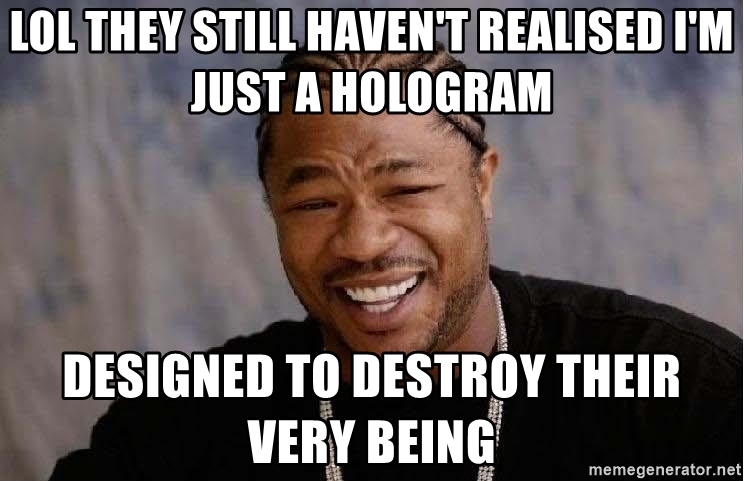 LOL THEY STILL HAVEN'T REALISED I'M
JUST A HOLOGRAM
DESIGNED TO DESTROY THEIR
VERY BEING
memegenerator.net